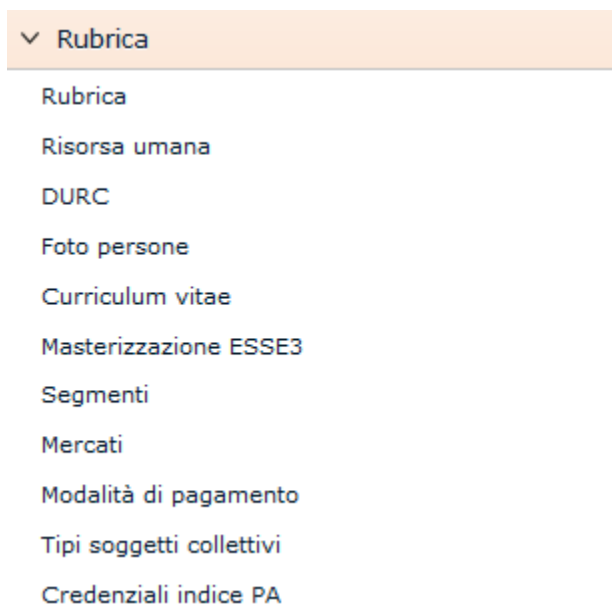 Rubrica
Rubrica
Risorsa umana
DURC
Foto persone
Curriculum vitae
Masterizzazione ESSE3
Segmenti
Mercati
Modalità di pagamento
Tipi soggetti collettivi
Credenziali indice PA